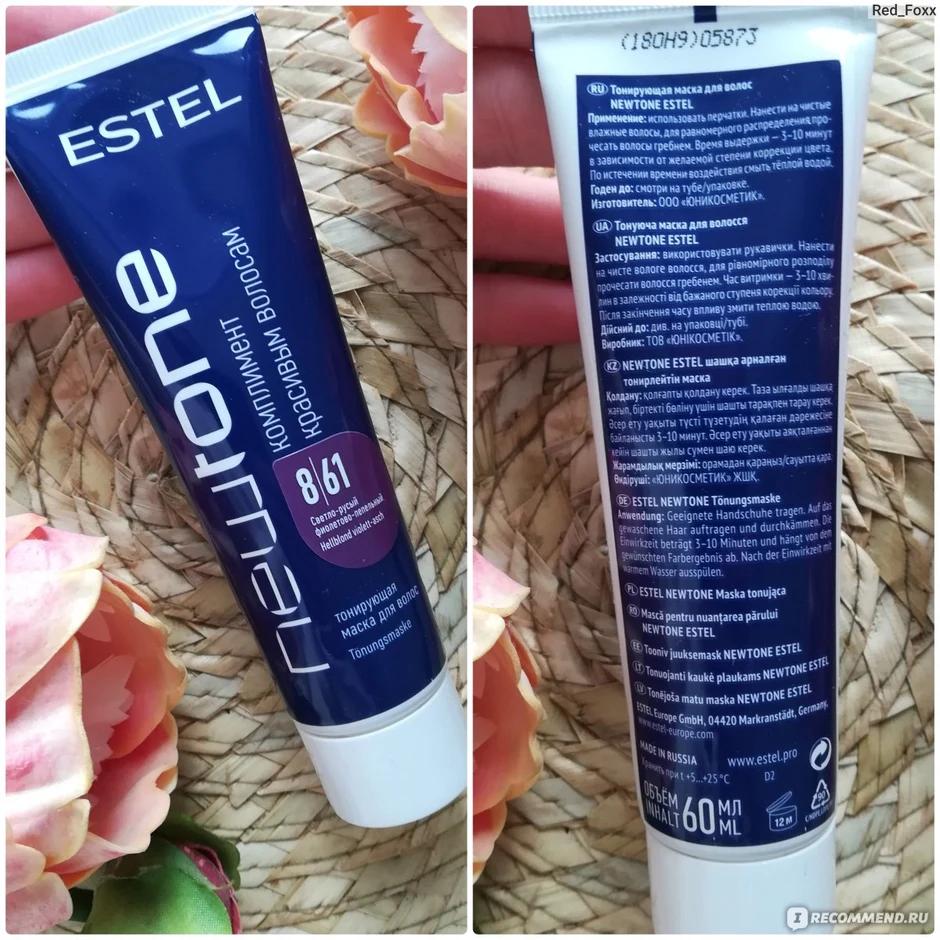 Red_Foxx
ESTEL
newtone
КОМПЛИМЕНТ
КРАСИВЫМ ВОЛОСАМ
8/61
Светло-русый
фиолетово-пепельный
Hellblond violett-asch
тонирующая
маска для волос
Tönungsmaske
(180H9)05873
RU Тонирующая маска для волос
NEWTONE ESTEL
Применение: использовать перчатки. Нанести на чистые
влажные волосы, для равномерного распределения про-
чесать волосы гребнем. Время выдержки — 3–10 минут
в зависимости от желаемой степени коррекции цвета.
По истечении времени воздействия смыть тёплой водой.
Годен до: смотри на тубе/упаковке.
Изготовитель: ООО «ЮНИКОСМЕТИК».
UA Тонуюча маска для волосся
NEWTONE ESTEL
Застосування: використовувати рукавички. Нанести
на чисте вологе волосся, для рівномірного розподілу
прочесати волосся гребенем. Час витримки — 3–10 хви-
лин в залежності від бажаного ступеня корекції кольору.
Після закінчення часу впливу змити теплою водою.
Дійсний до: див. на упаковці/тубі.
Виробник: ТОВ «ЮНІКОСМЕТІК».
KZ NEWTONE ESTEL шашқа арналған
тонирлейтін маска
Қолдану: қолғапты қолдану керек. Таза ылғалды шашқа
жағып, біртекті бөліну үшін шашты тарақпен тарау керек.
Әсер ету уақыты түсті түзетудің қалаған дәрежесіне
байланысты 3–10 минут. Әсер ету уақыты аяқталғаннан
кейін шашты жылы сумен шаю керек.
Жарамдылық мерзімі: орамадан қараңыз/сауытта қара.
Өндіруші: «ЮНИКОСМЕТИК» ЖШҚ.
DE ESTEL NEWTONE Tönungsmaske
Anwendung: Geeignete Handschuhe tragen. Auf das
gewaschene Haar auftragen und durchkämmen. Die
Einwirkzeit beträgt 3–10 Minuten und hängt von dem
gewünschten Farbergebnis ab. Nach der Einwirkzeit mit
warmem Wasser ausspülen.
PL ESTEL NEWTONE Maska tonująca
RO Mască pentru nuanțarea părului
NEWTONE ESTEL
EE Tooniv juuksemask NEWTONE ESTEL
LT Tonuojanti kaukė plaukams NEWTONE ESTEL
LV Tonējoša matu maska NEWTONE ESTEL
ESTEL Europe GmbH, 04420 Markranstädt, Germany,
www.estel-europe.com
MADE IN RUSSIA
www.estel.pro
Хранить при t +5...+25 °C
D2
ОБЪЁМ
INHALT
60 МЛ
ML
12 M
90
IRECOMMEND.RU